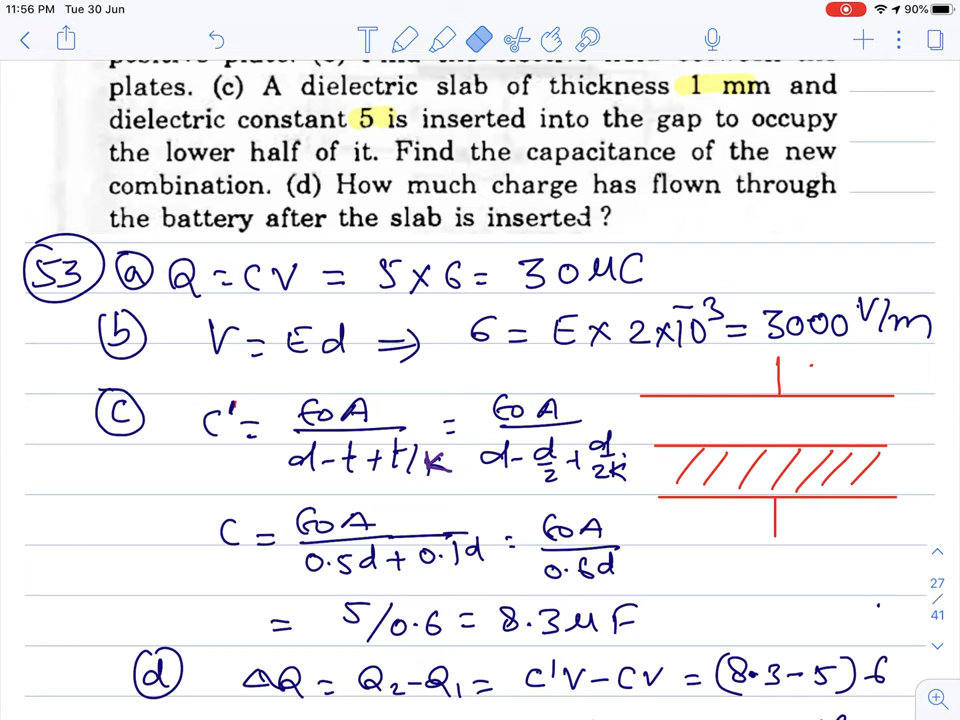 11:56 PM Tue 30 Jun 90%
plates. (c) A dielectric slab of thickness 1 mm and
dielectric constant 5 is inserted into the gap to occupy
the lower half of it. Find the capacitance of the new
combination. (d) How much charge has flown through
the battery after the slab is inserted ?
53 (a) Q = CV = 5 × 6 = 30 μC
(b) V = Ed ⇒ 6 = E × 2 × 10⁻³ = 3000 V/m
(c) C' = ϵ0 A / (d - t + t/K) = ϵ0 A / (d - d/2 + d/2K)
C = ϵ0 A / (0.5d + 0.1d) = ϵ0 A / 0.6d
= 5/0.6 = 8.3 μF
27
/
41
(d) ΔQ = Q₂ - Q₁ = C'V - CV = (8.3 - 5) 6